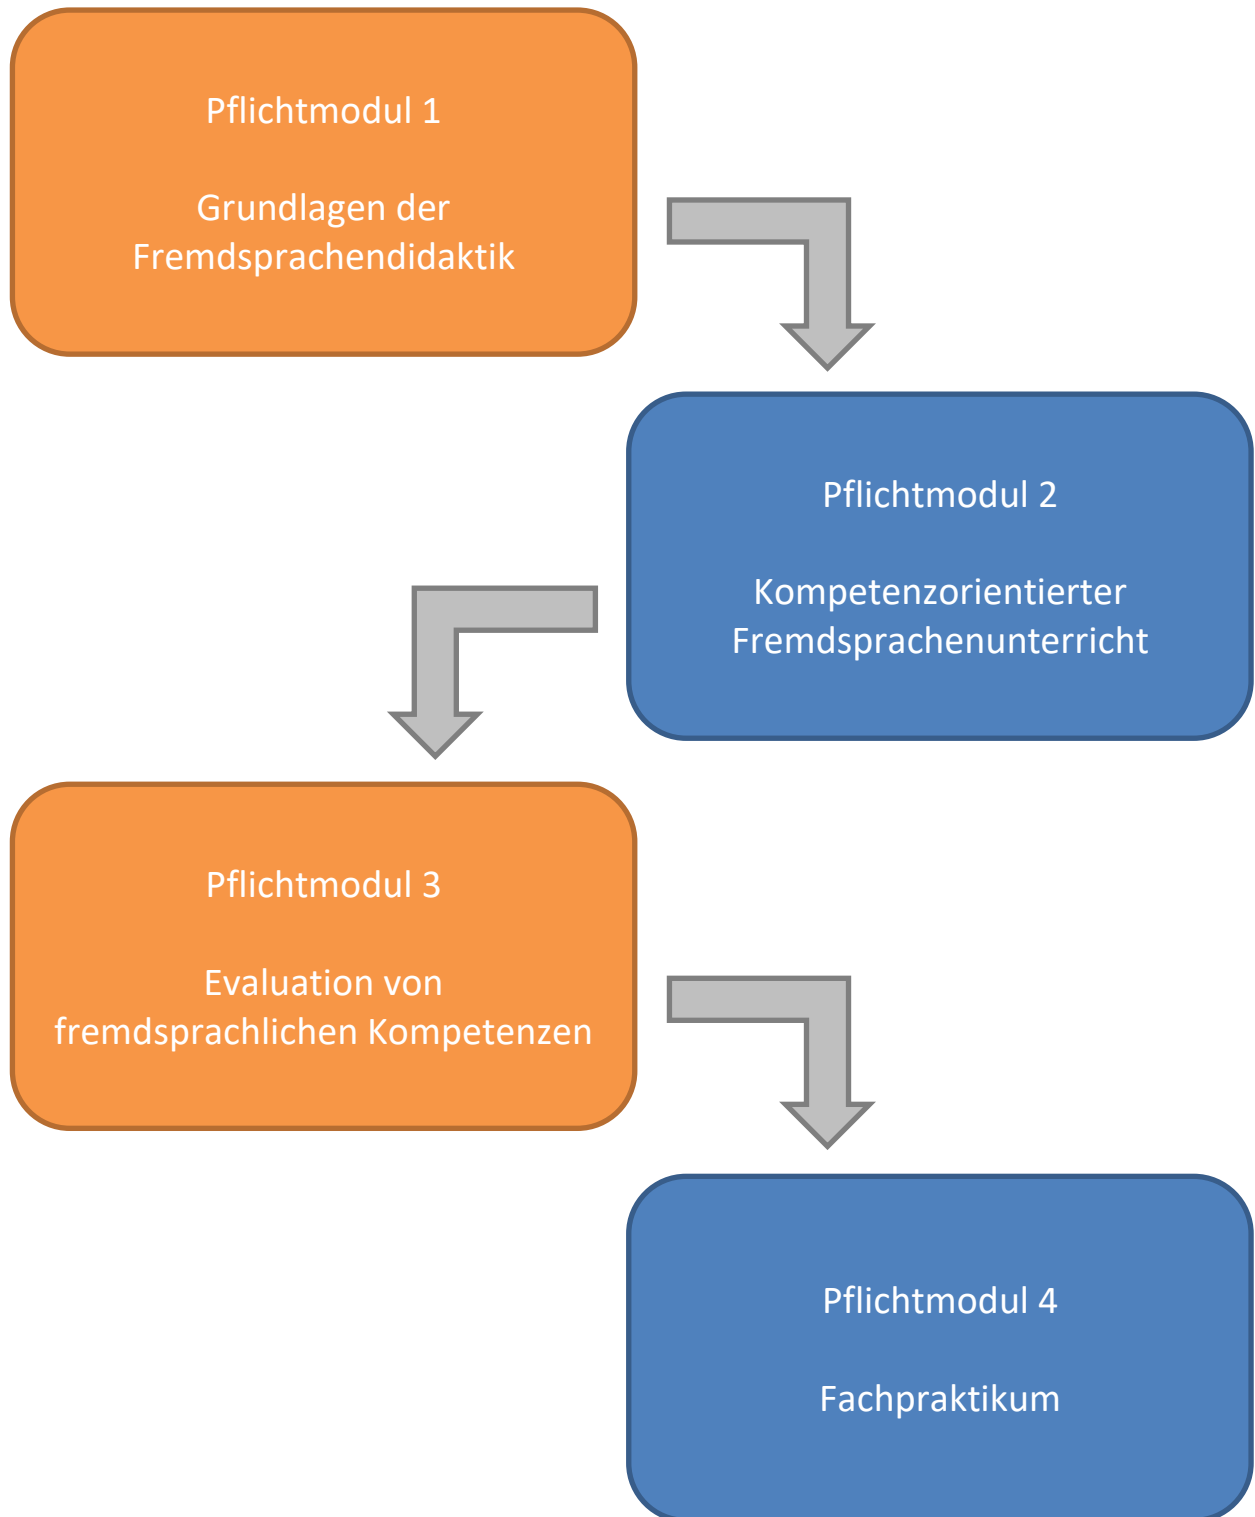 Pflichtmodul 1
Grundlagen der
Fremdsprachendidaktik
Pflichtmodul 2
Kompetenzorientierter
Fremdsprachenunterricht
Pflichtmodul 3
Evaluation von
fremdsprachlichen Kompetenzen
Pflichtmodul 4
Fachpraktikum